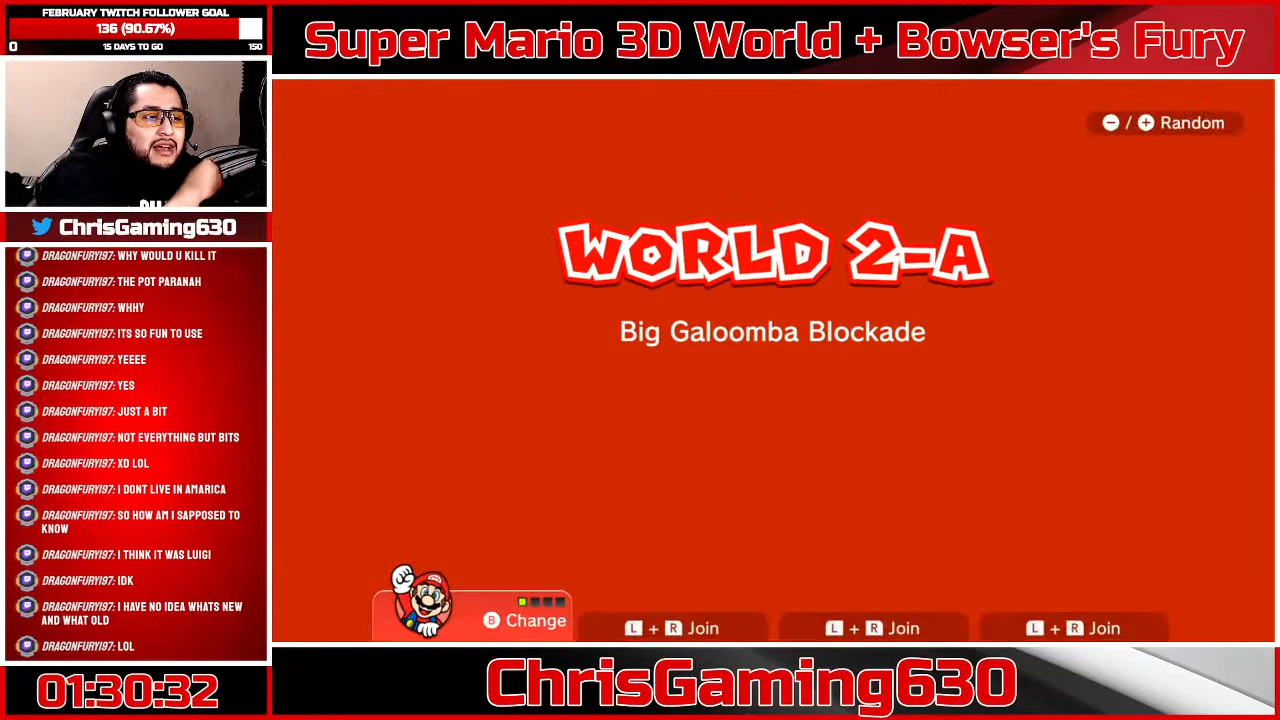 FEBRUARY TWITCH FOLLOWER GOAL
136 (90.67%)
0 15 DAYS TO GO 150
Super Mario 3D World + Bowser's Fury
- / + Random
ChrisGaming630
DRAGONFURY197: WHY WOULD U KILL IT
DRAGONFURY197: THE POT PARANAH
DRAGONFURY197: WHHY
DRAGONFURY197: ITS SO FUN TO USE
DRAGONFURY197: YEEEE
DRAGONFURY197: YES
DRAGONFURY197: JUST A BIT
DRAGONFURY197: NOT EVERYTHING BUT BITS
DRAGONFURY197: XD LOL
DRAGONFURY197: I DONT LIVE IN AMARICA
DRAGONFURY197: SO HOW AM I SAPPOSED TO
KNOW
DRAGONFURY197: I THINK IT WAS LUIGI
DRAGONFURY197: IDK
DRAGONFURY197: I HAVE NO IDEA WHATS NEW
AND WHAT OLD
DRAGONFURY197: LOL
WORLD 2-A
Big Galoomba Blockade
B Change
L + R Join
L + R Join
L + R Join
01:30:32
ChrisGaming630